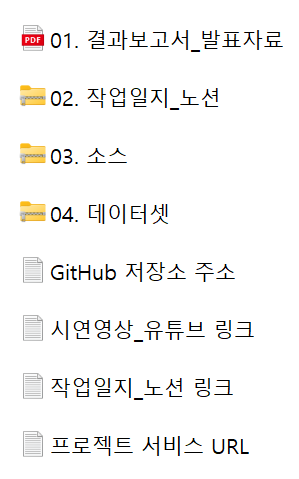 PDF 01. 결과보고서_발표자료
02. 작업일지_노션
03. 소스
04. 데이터셋
GitHub 저장소 주소
시연영상_유튜브 링크
작업일지_노션 링크
프로젝트 서비스 URL